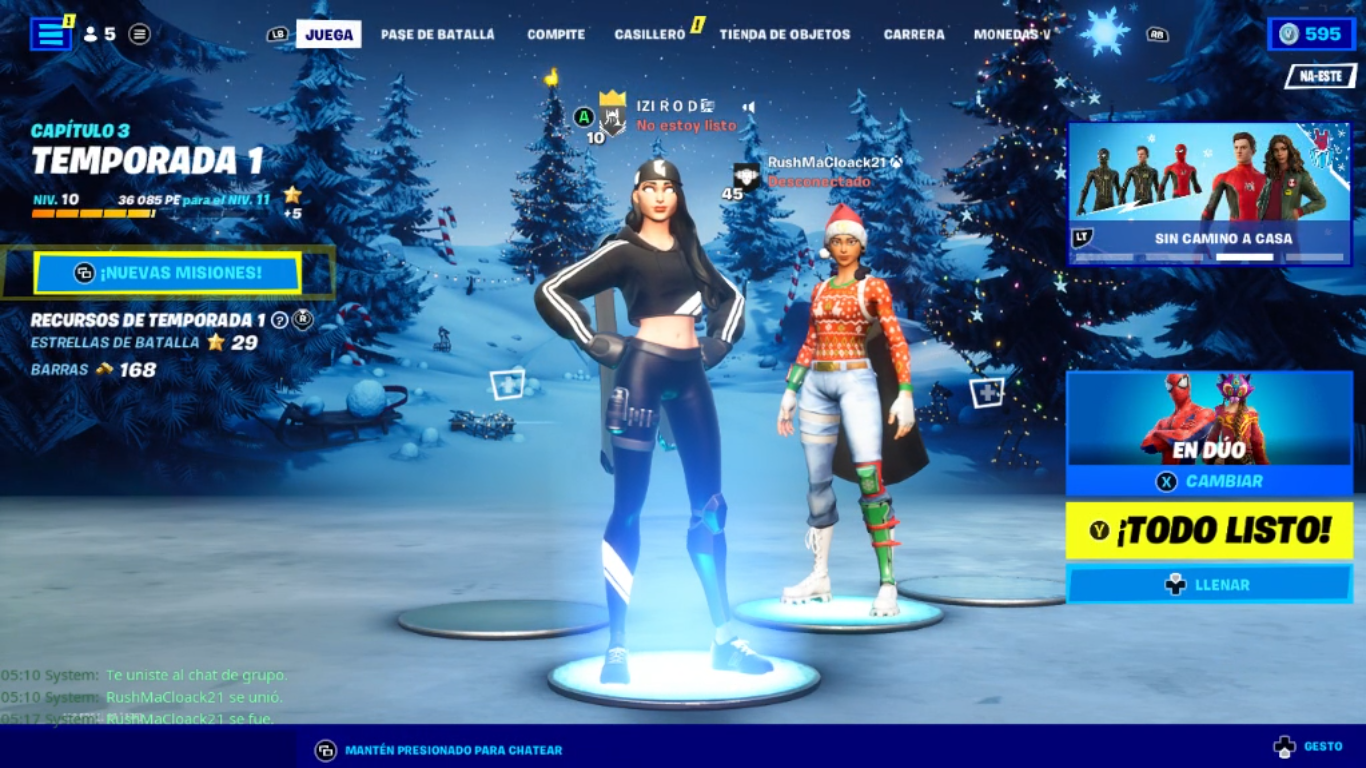 1
5
LB JUEGA PASE DE BATALLA COMPITE CASILLERO ! TIENDA DE OBJETOS CARRERA MONEDAS V RB
595
NA-ESTE
CAPÍTULO 3
TEMPORADA 1
NIV. 10 36 085 PE para el NIV. 11
+5
¡NUEVAS MISIONES!
RECURSOS DE TEMPORADA 1 ? R
ESTRELLAS DE BATALLA 29
BARRAS 168
A
IZI R O D
No estoy listo
10
RushMaCloack21
Desconectado
45
LT SIN CAMINO A CASA
EN DÚO
X CAMBIAR
Y ¡TODO LISTO!
LLENAR
05:10 System: Te uniste al chat de grupo.
05:10 System: RushMaCloack21 se unió.
05:17 System: RushMaCloack21 se fue.
MANTÉN PRESIONADO PARA CHATEAR
GESTO